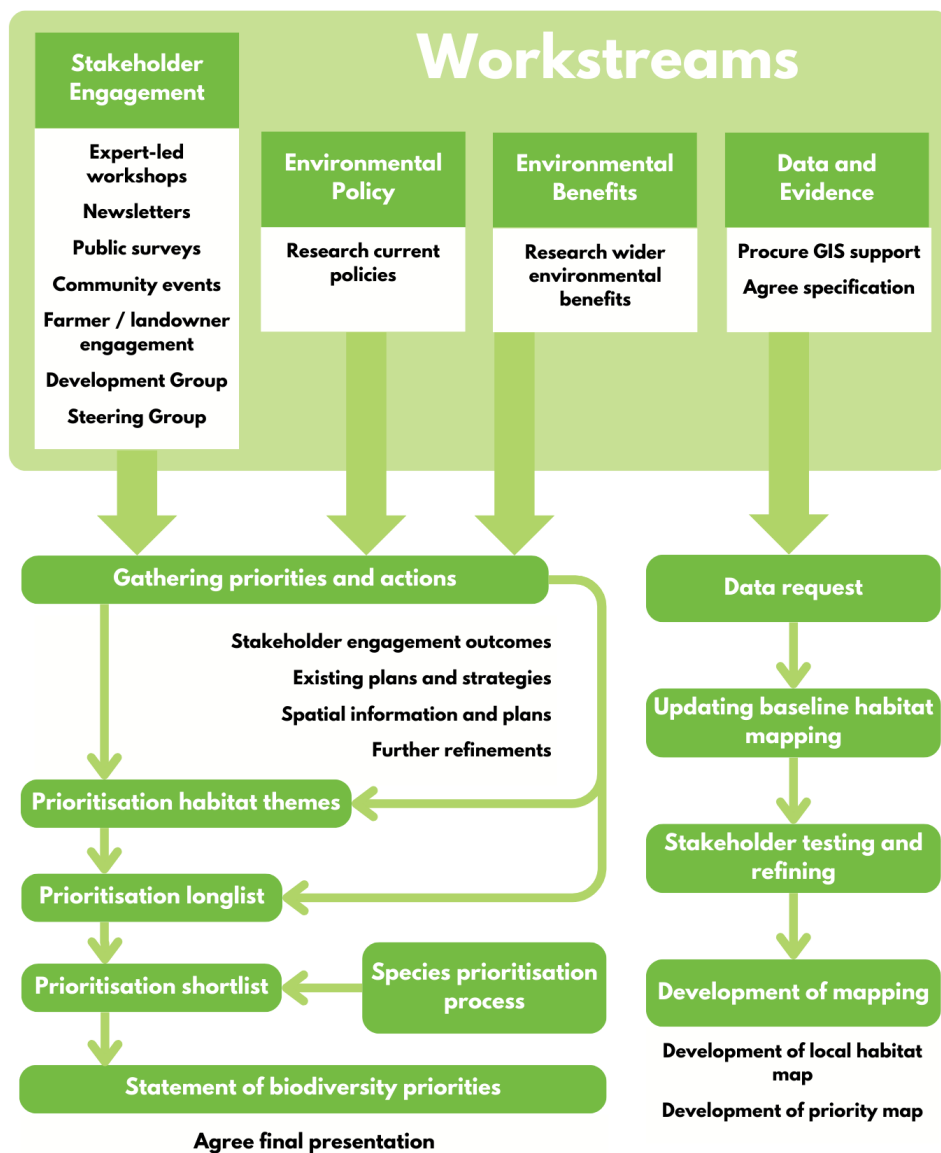 Workstreams
Stakeholder
Engagement
Expert-led
workshops
Newsletters
Public surveys
Community events
Farmer / landowner
engagement
Development Group
Steering Group
Environmental
Policy
Research current
policies
Environmental
Benefits
Research wider
environmental
benefits
Data and
Evidence
Procure GIS support
Agree specification
Gathering priorities and actions
Stakeholder engagement outcomes
Existing plans and strategies
Spatial information and plans
Further refinements
Prioritisation habitat themes
Prioritisation longlist
Prioritisation shortlist
Species prioritisation
process
Statement of biodiversity priorities
Agree final presentation
Data request
Updating baseline habitat
mapping
Stakeholder testing and
refining
Development of mapping
Development of local habitat
map
Development of priority map